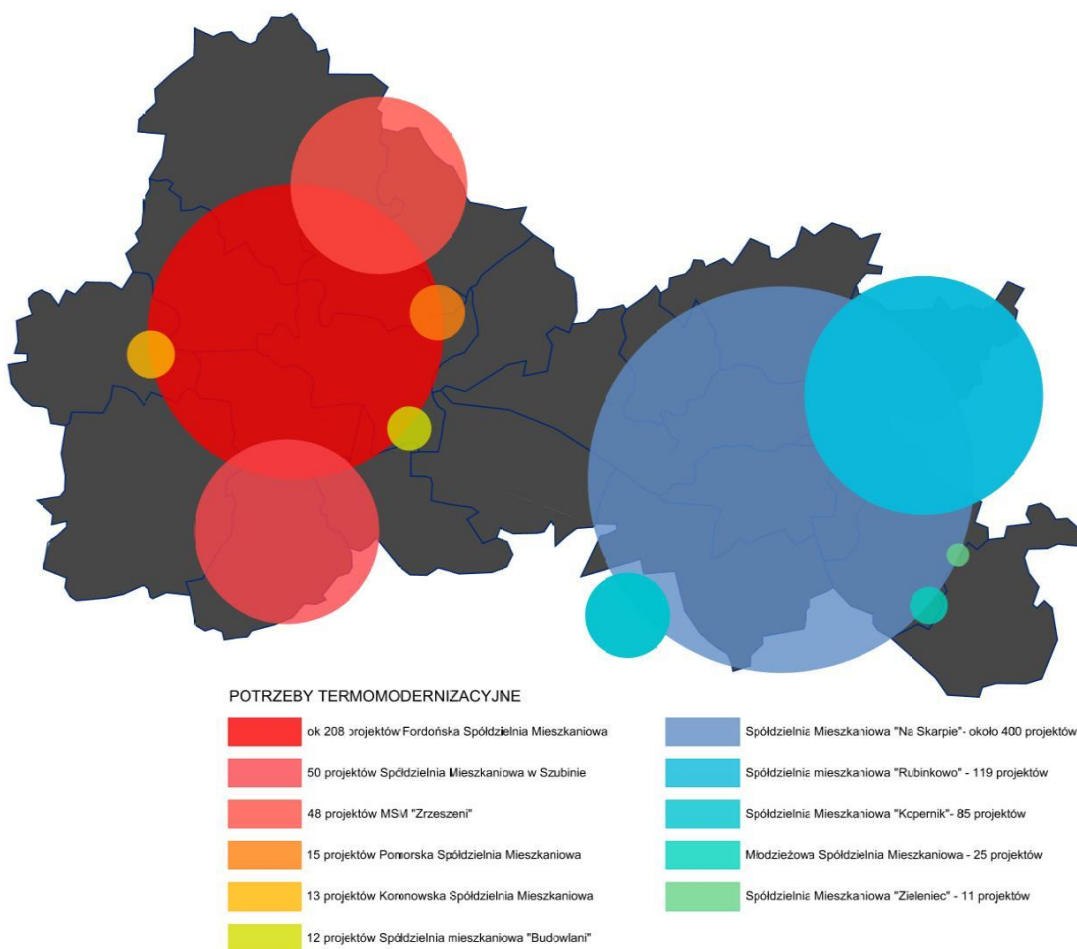 POTRZEBY TERMOMODERNIZACYJNE
ok 208 projektów Fordońska Spółdzielnia Mieszkaniowa
50 projektów Spółdzielnia Mieszkaniowa w Szubinie
48 projektów MSM "Zrzeszeni"
15 projektów Pomorska Spółdzielnia Mieszkaniowa
13 projektów Koronowska Spółdzielnia Mieszkaniowa
12 projektów Spółdzielnia mieszkaniowa "Budowlani"
Spółdzielnia Mieszkaniowa "Na Skarpie"- około 400 projektów
Spółdzielnia mieszkaniowa "Rubinkowo" - 119 projektów
Spółdzielnia Mieszkaniowa "Kopernik" - 85 projektów
Młodzieżowa Spółdzielnia Mieszkaniowa - 25 projektów
Spółdzielnia Mieszkaniowa "Zieleniec" - 11 projektów